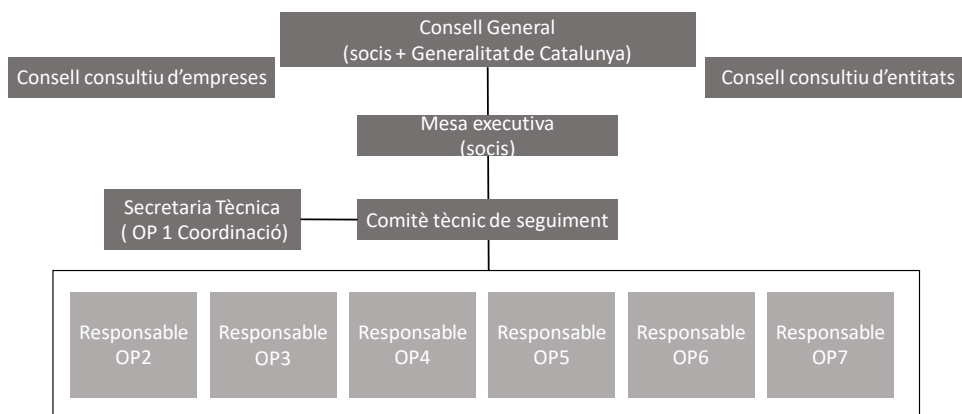 Consell General
(socis + Generalitat de Catalunya)
Consell consultiu d'empreses
Consell consultiu d'entitats
Mesa executiva
(socis)
Secretaria Tècnica
( OP 1 Coordinació)
Comitè tècnic de seguiment
Responsable
OP2
Responsable
OP3
Responsable
OP4
Responsable
OP5
Responsable
OP6
Responsable
OP7